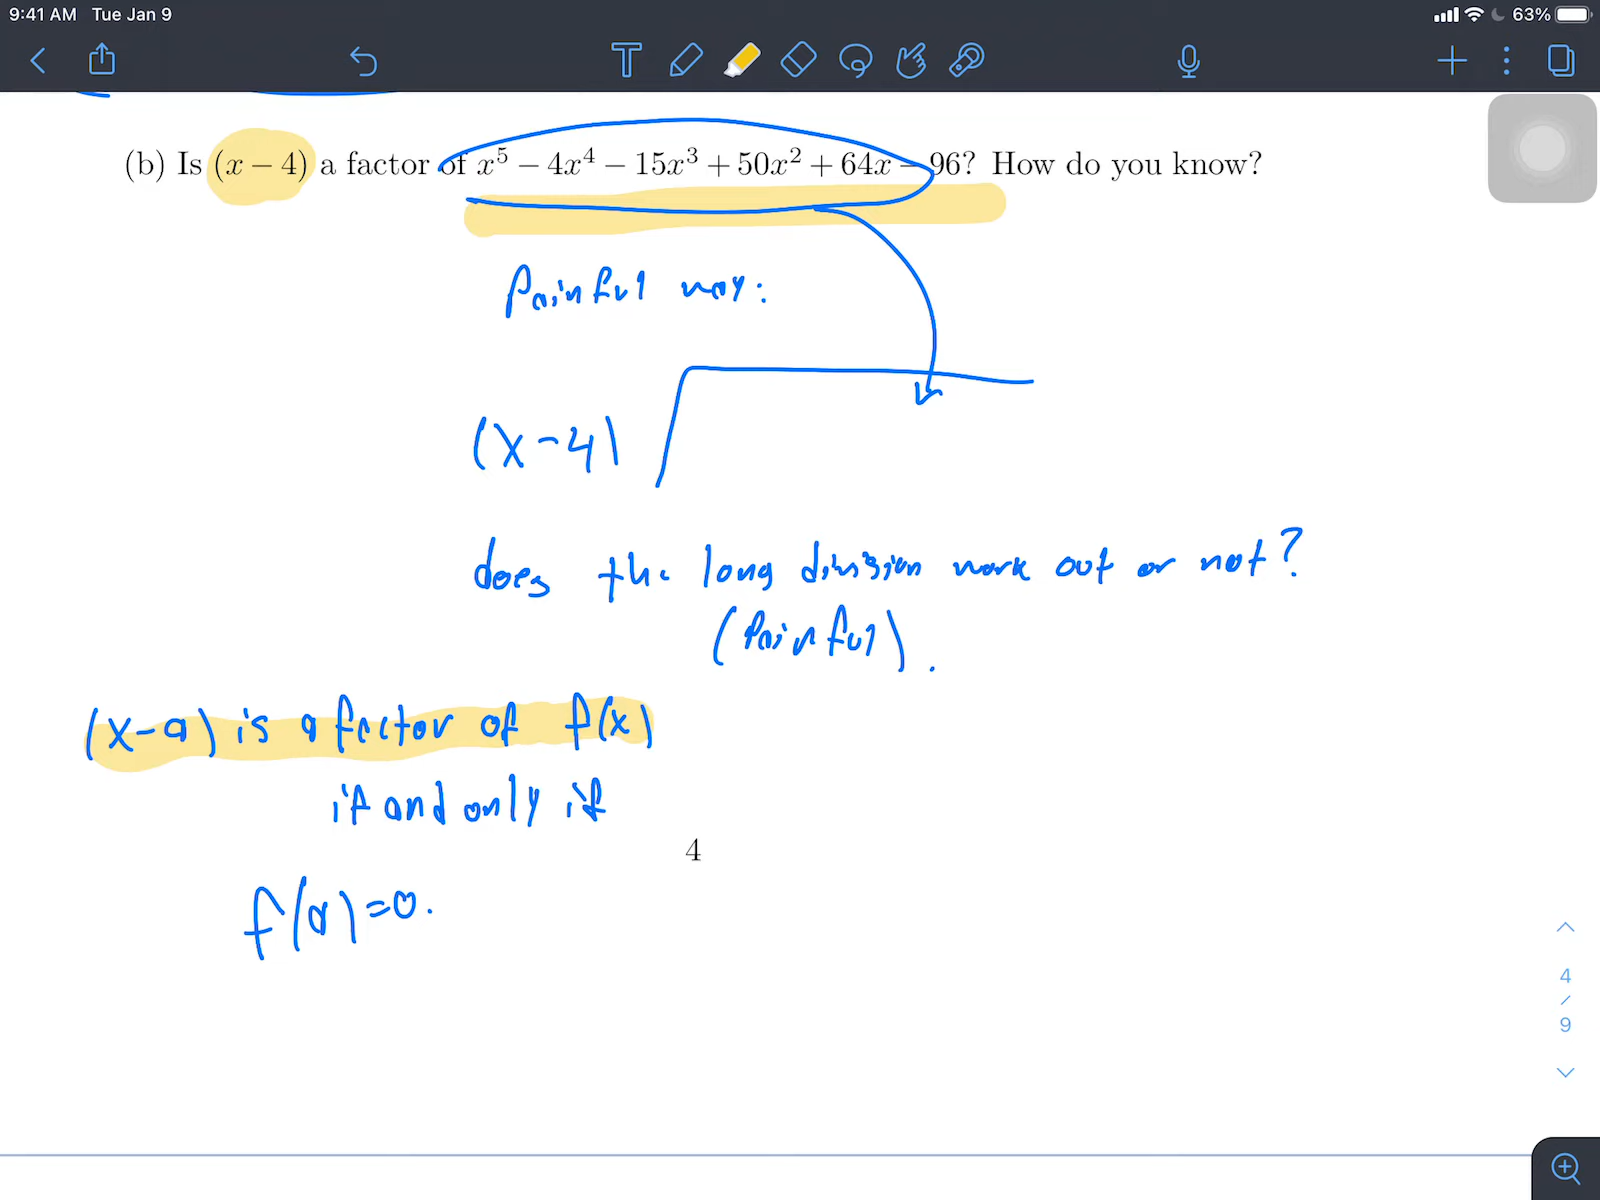 9:41 AM Tue Jan 9 63%
(b) Is (x − 4) a factor of x⁵ − 4x⁴ − 15x³ + 50x² + 64x − 96? How do you know?
Painful way:
(x-4)
does the long division work out or not?
(Painful).
(x-a) is a factor of f(x)
if and only if
4
f(a)=0.
4
/
9